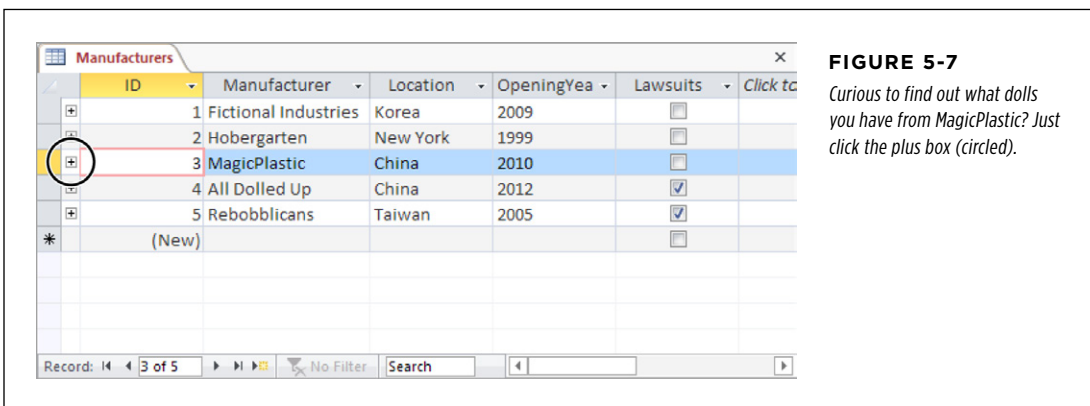 Manufacturers
ID Manufacturer Location OpeningYea Lawsuits Click to
1 Fictional Industries Korea 2009
2 Hobergarten New York 1999
3 MagicPlastic China 2010
4 All Dolled Up China 2012
5 Rebobblicans Taiwan 2005
(New)
Record: 3 of 5 No Filter Search
FIGURE 5-7
Curious to find out what dolls
you have from MagicPlastic? Just
click the plus box (circled).